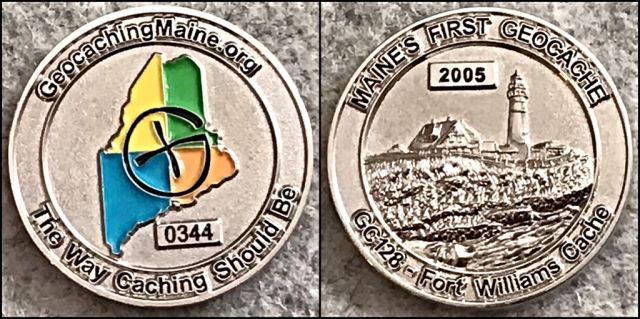 GeocachingMaine.org
0344
The Way Caching Should Be
MAINE'S FIRST GEOCACHE
2005
GC128 - Fort Williams Cache